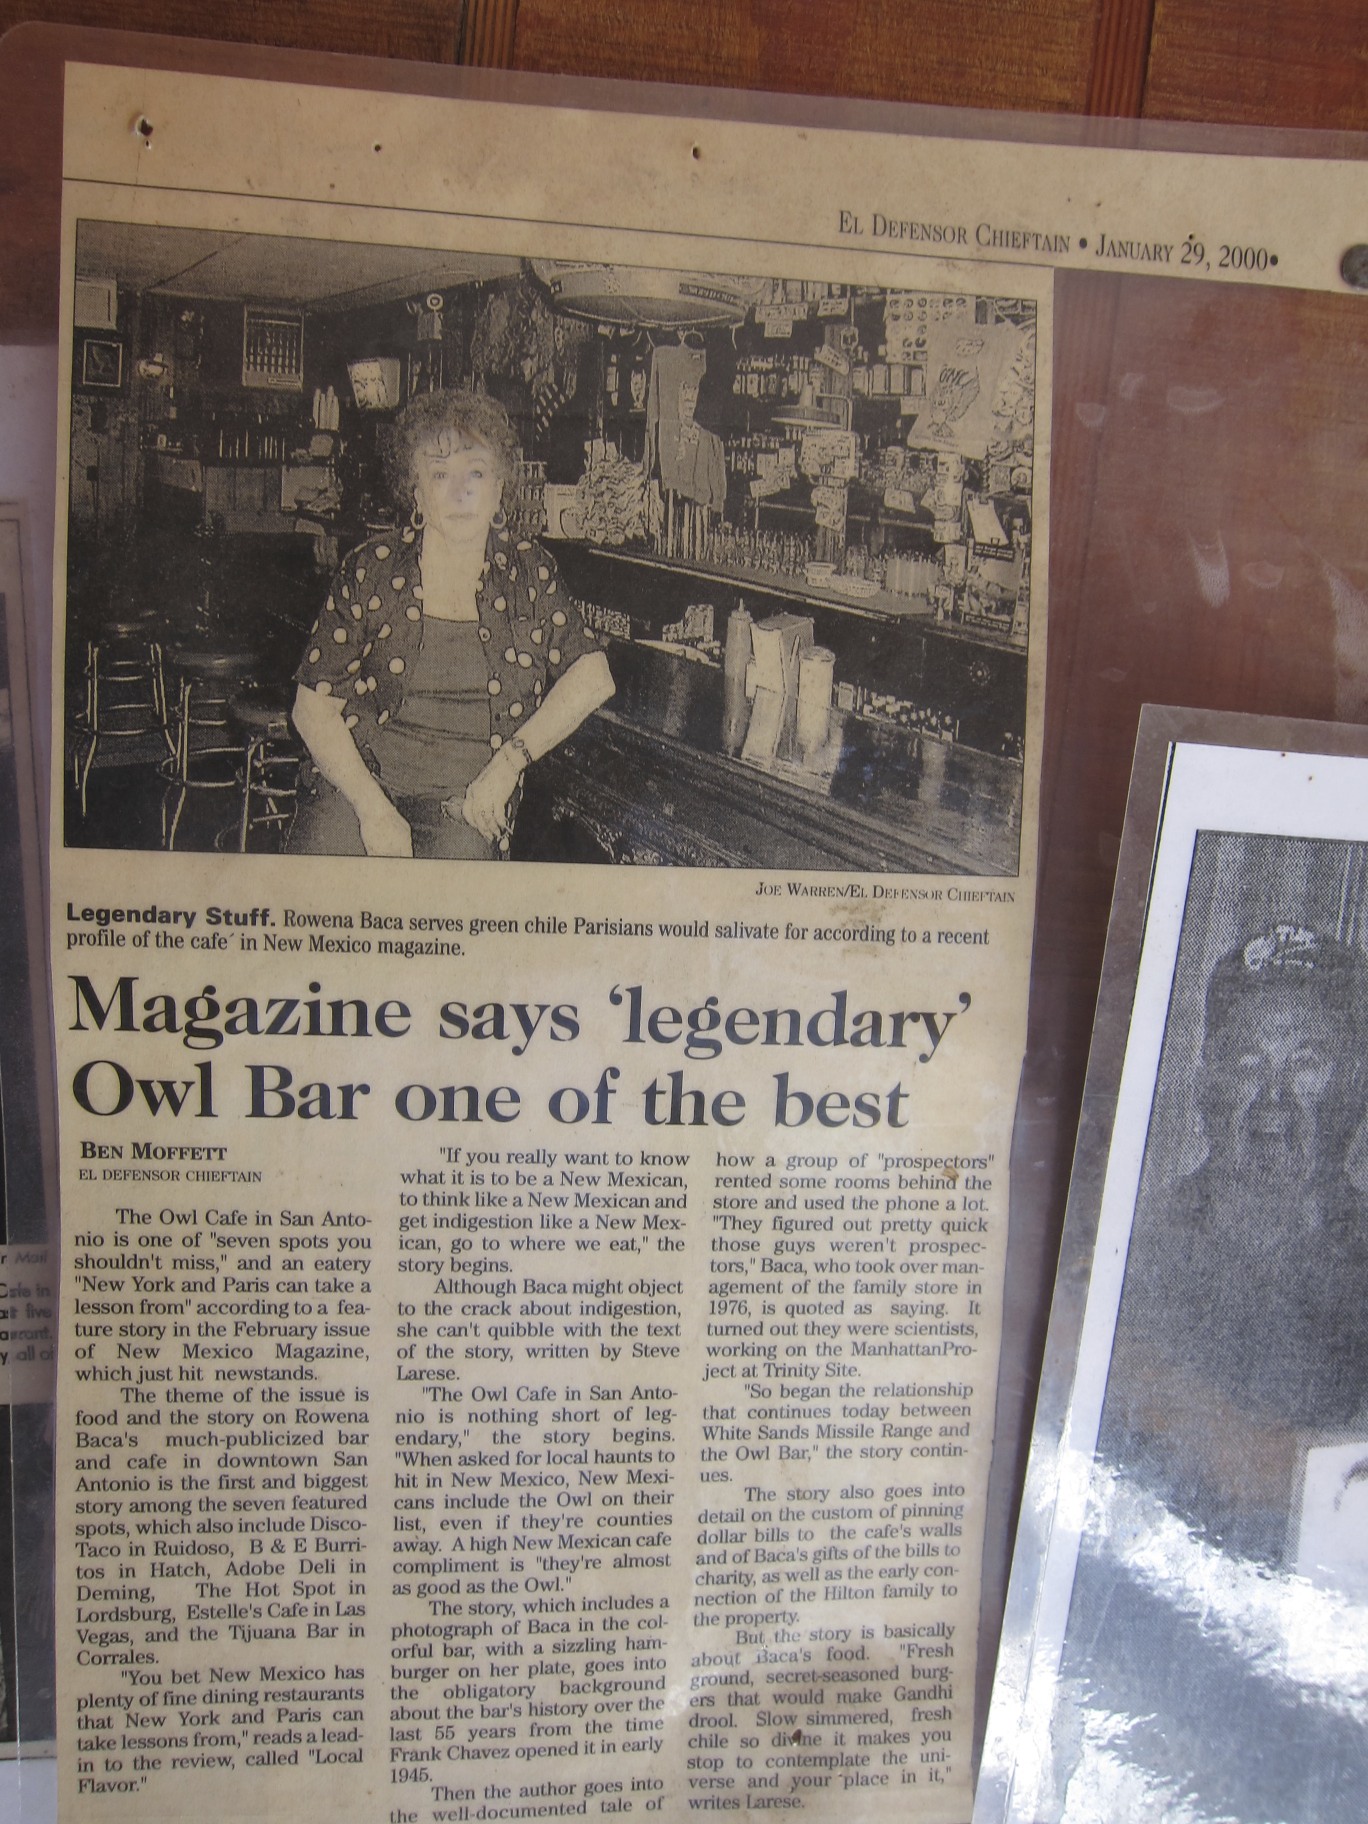 EL DEFENSOR CHIEFTAIN • JANUARY 29, 2000•
JOE WARREN/EL DEFENSOR CHIEFTAIN
Legendary Stuff. Rowena Baca serves green chile Parisians would salivate for according to a recent
profile of the cafe´ in New Mexico magazine.
Magazine says 'legendary'
Owl Bar one of the best
BEN MOFFETT
EL DEFENSOR CHIEFTAIN
The Owl Cafe in San Anto-
nio is one of "seven spots you
shouldn't miss," and an eatery
"New York and Paris can take a
lesson from" according to a fea-
ture story in the February issue
of New Mexico Magazine,
which just hit newstands.
The theme of the issue is
food and the story on Rowena
Baca's much-publicized bar
and cafe in downtown San
Antonio is the first and biggest
story among the seven featured
spots, which also include Disco-
Taco in Ruidoso, B & E Burri-
tos in Hatch, Adobe Deli in
Deming, The Hot Spot in
Lordsburg, Estelle's Cafe in Las
Vegas, and the Tijuana Bar in
Corrales.
"You bet New Mexico has
plenty of fine dining restaurants
that New York and Paris can
take lessons from," reads a lead-
in to the review, called "Local
Flavor."
"If you really want to know
what it is to be a New Mexican,
to think like a New Mexican and
get indigestion like a New Mex-
ican, go to where we eat," the
story begins.
Although Baca might object
to the crack about indigestion,
she can't quibble with the text
of the story, written by Steve
Larese.
"The Owl Cafe in San Anto-
nio is nothing short of leg-
endary," the story begins.
"When asked for local haunts to
hit in New Mexico, New Mexi-
cans include the Owl on their
list, even if they're counties
away. A high New Mexican cafe
compliment is "they're almost
as good as the Owl."
The story, which includes a
photograph of Baca in the col-
orful bar, with a sizzling ham-
burger on her plate, goes into
the obligatory background
about the bar's history over the
last 55 years from the time
Frank Chavez opened it in early
1945.
Then the author goes into
the well-documented tale of
how a group of "prospectors"
rented some rooms behind the
store and used the phone a lot.
"They figured out pretty quick
those guys weren't prospec-
tors," Baca, who took over man-
agement of the family store in
1976, is quoted as saying. It
turned out they were scientists,
working on the ManhattanPro-
ject at Trinity Site.
"So began the relationship
that continues today between
White Sands Missile Range and
the Owl Bar," the story contin-
ues.
The story also goes into
detail on the custom of pinning
dollar bills to the cafe's walls
and of Baca's gifts of the bills to
charity, as well as the early con-
nection of the Hilton family to
the property.
But the story is basically
about Baca's food. "Fresh
ground, secret-seasoned burg-
ers that would make Gandhi
drool. Slow simmered, fresh
chile so divine it makes you
stop to contemplate the uni-
verse and your place in it,"
writes Larese.